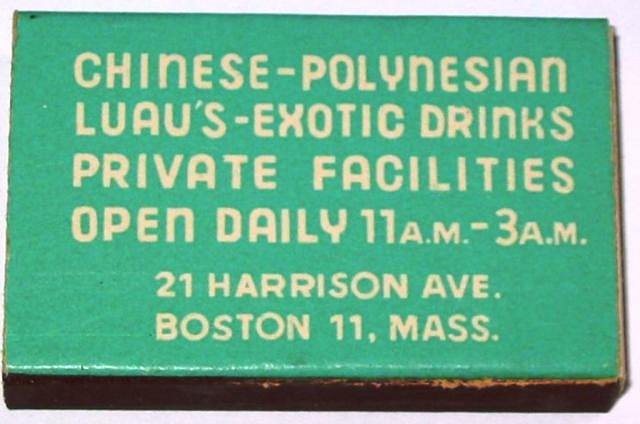 CHINESE-POLYNESIAN
LUAU'S-EXOTIC DRINKS
PRIVATE FACILITIES
OPEN DAILY 11A.M.-3A.M.
21 HARRISON AVE.
BOSTON 11, MASS.